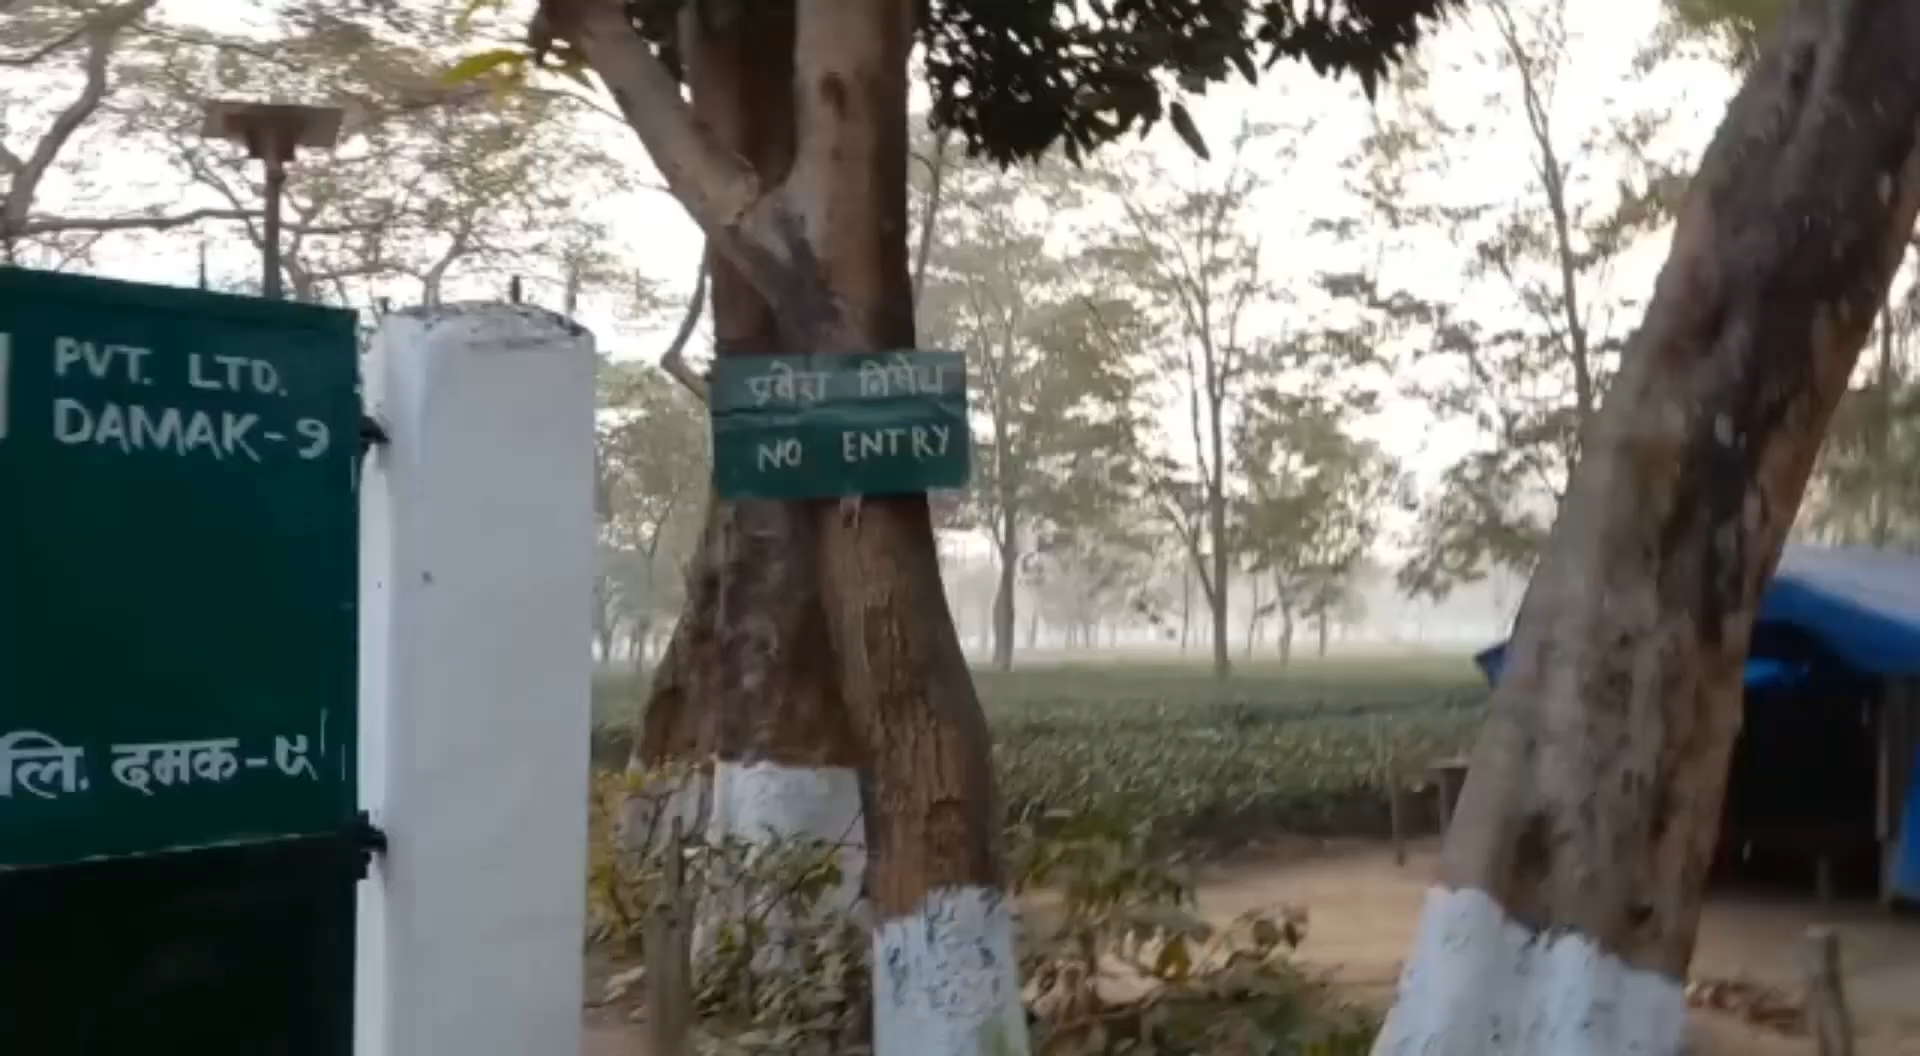 PVT. LTD.
DAMAK-9
लि. दमक-९
प्रवेश निषेध
NO ENTRY